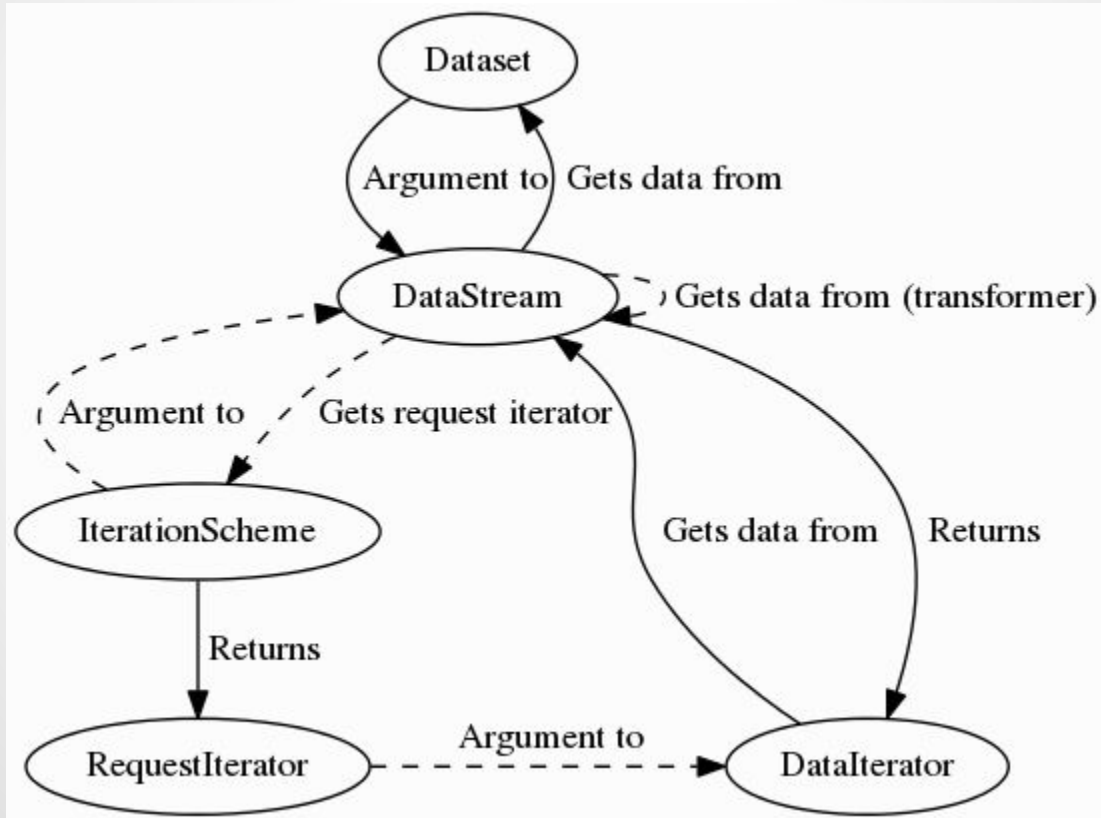 Dataset
Argument to
Gets data from
DataStream
Gets data from (transformer)
Argument to
Gets request iterator
IterationScheme
Gets data from
Returns
Returns
Argument to
RequestIterator
DataIterator